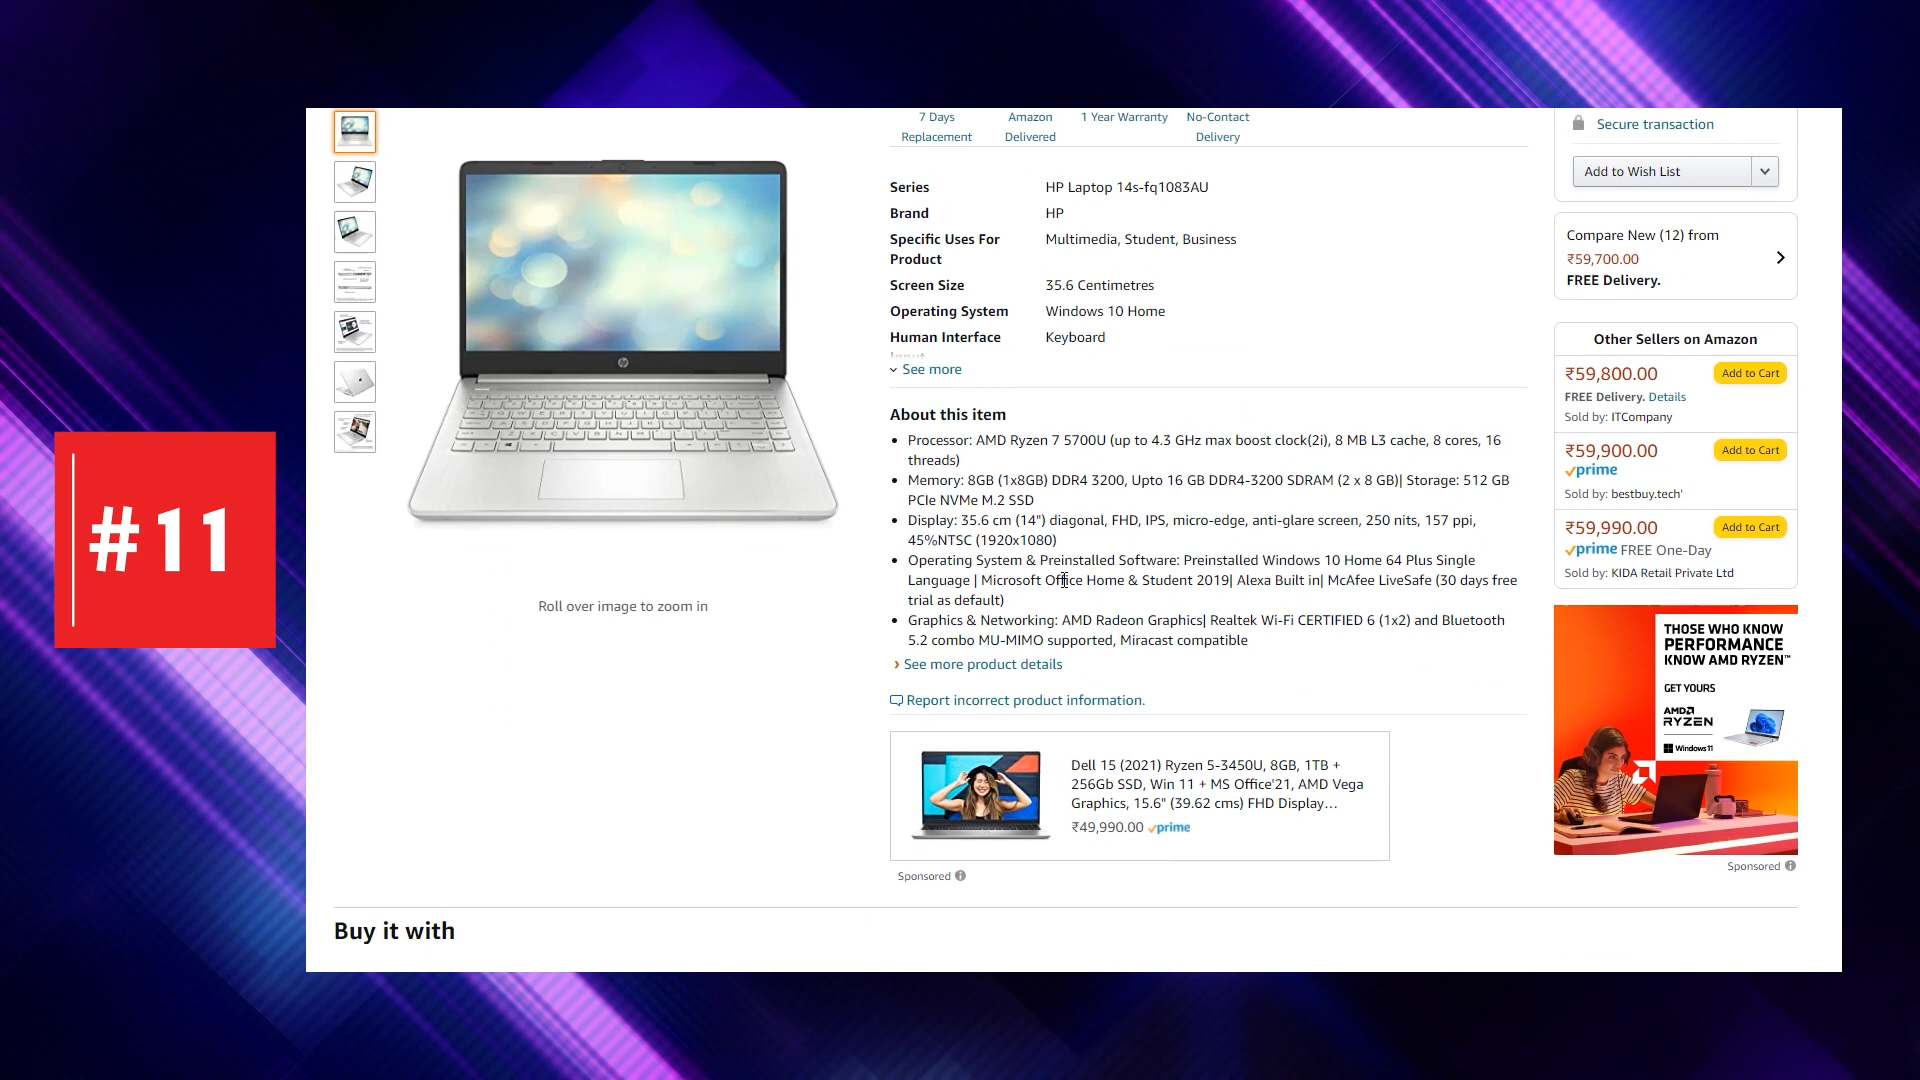 #11
7 Days Replacement
Amazon Delivered
1 Year Warranty
No-Contact Delivery
Series HP Laptop 14s-fq1083AU
Brand HP
Specific Uses For Product Multimedia, Student, Business
Screen Size 35.6 Centimetres
Operating System Windows 10 Home
Human Interface Input Keyboard
See more
About this item
Processor: AMD Ryzen 7 5700U (up to 4.3 GHz max boost clock(2i), 8 MB L3 cache, 8 cores, 16
threads)
Memory: 8GB (1x8GB) DDR4 3200, Upto 16 GB DDR4-3200 SDRAM (2 x 8 GB)| Storage: 512 GB
PCIe NVMe M.2 SSD
Display: 35.6 cm (14") diagonal, FHD, IPS, micro-edge, anti-glare screen, 250 nits, 157 ppi,
45%NTSC (1920x1080)
Operating System & Preinstalled Software: Preinstalled Windows 10 Home 64 Plus Single
Language | Microsoft Office Home & Student 2019| Alexa Built in| McAfee LiveSafe (30 days free
trial as default)
Graphics & Networking: AMD Radeon Graphics| Realtek Wi-Fi CERTIFIED 6 (1x2) and Bluetooth
5.2 combo MU-MIMO supported, Miracast compatible
See more product details
Report incorrect product information.
Roll over image to zoom in
hp
Dell 15 (2021) Ryzen 5-3450U, 8GB, 1TB +
256Gb SSD, Win 11 + MS Office'21, AMD Vega
Graphics, 15.6" (39.62 cms) FHD Display...
₹49,990.00 prime
Sponsored
Buy it with
Secure transaction
Add to Wish List
Compare New (12) from
₹59,700.00
FREE Delivery.
Other Sellers on Amazon
₹59,800.00 Add to Cart
FREE Delivery. Details
Sold by: ITCompany
₹59,900.00 Add to Cart
prime
Sold by: bestbuy.tech'
₹59,990.00 Add to Cart
prime FREE One-Day
Sold by: KIDA Retail Private Ltd
THOSE WHO KNOW
PERFORMANCE
KNOW AMD RYZEN™
GET YOURS
AMD
RYZEN
Windows 11
Sponsored